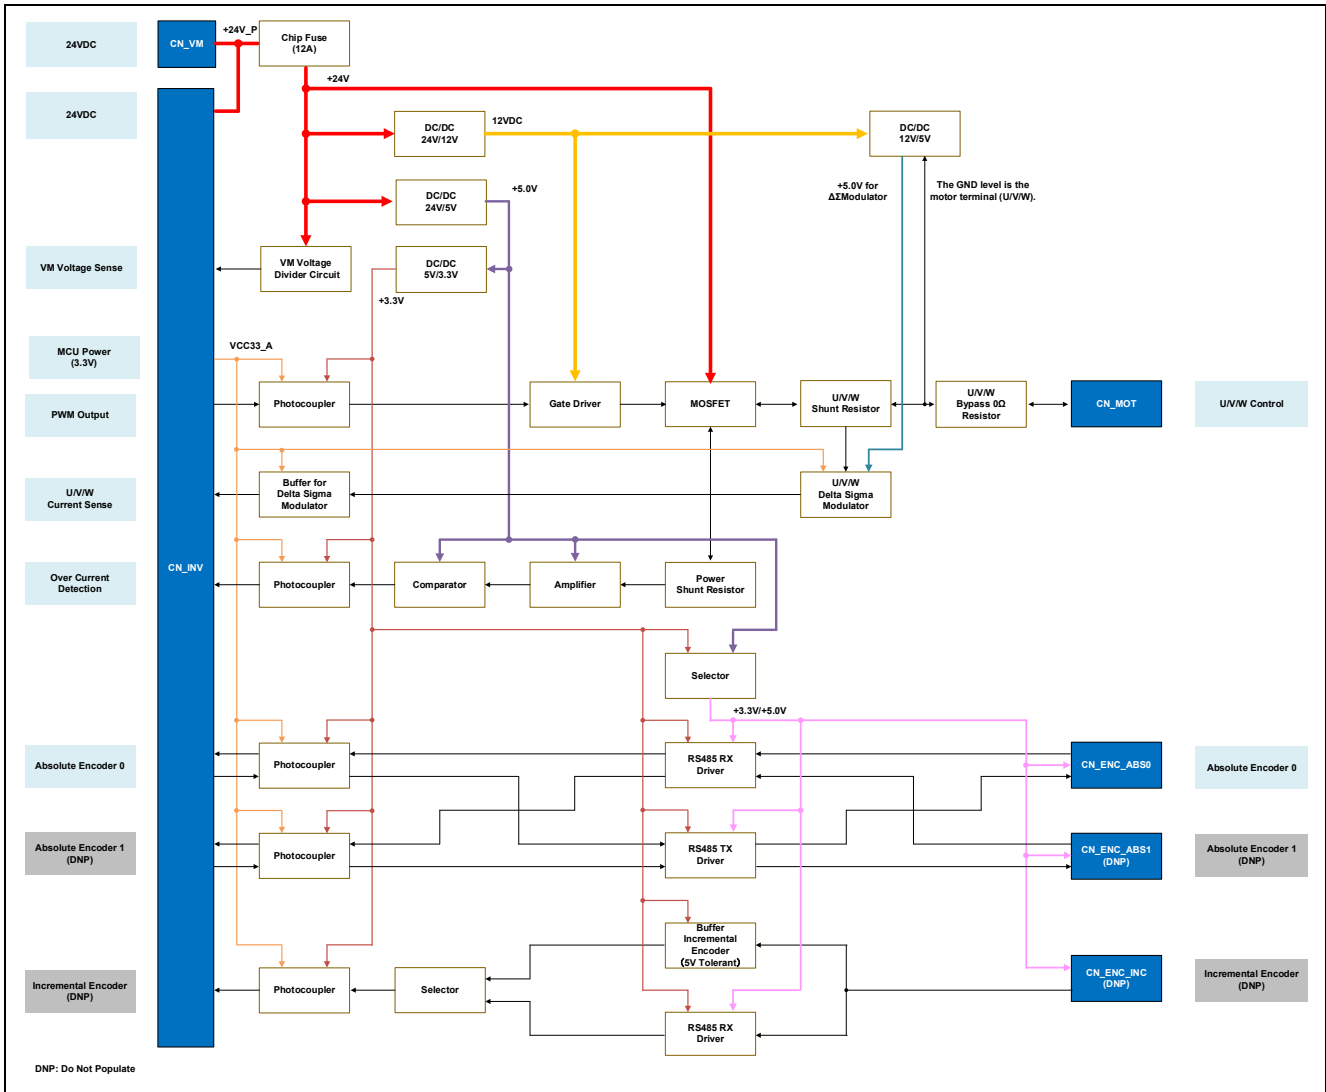 24VDC
CN_VM
+24V_P
Chip Fuse
(12A)
+24V
24VDC
DC/DC
24V/12V
12VDC
DC/DC
12V/5V
DC/DC
24V/5V
+5.0V
+5.0V for
ΔΣModulator
The GND level is the
motor terminal (U/V/W).
VM Voltage Sense
VM Voltage
Divider Circuit
DC/DC
5V/3.3V
+3.3V
MCU Power
(3.3V)
VCC33_A
PWM Output
Photocoupler
Gate Driver
MOSFET
U/V/W
Shunt Resistor
U/V/W
Bypass 0Ω
Resistor
CN_MOT
U/V/W Control
U/V/W
Current Sense
Buffer for
Delta Sigma
Modulator
U/V/W
Delta Sigma
Modulator
CN_INV
Over Current
Detection
Photocoupler
Comparator
Amplifier
Power
Shunt Resistor
Selector
+3.3V/+5.0V
Absolute Encoder 0
Photocoupler
RS485 RX
Driver
CN_ENC_ABS0
Absolute Encoder 0
Absolute Encoder 1
(DNP)
Photocoupler
RS485 TX
Driver
CN_ENC_ABS1
(DNP)
Absolute Encoder 1
(DNP)
Buffer
Incremental
Encoder
(5V Tolerant)
Incremental Encoder
(DNP)
Photocoupler
Selector
CN_ENC_INC
(DNP)
Incremental Encoder
(DNP)
RS485 RX
Driver
DNP: Do Not Populate